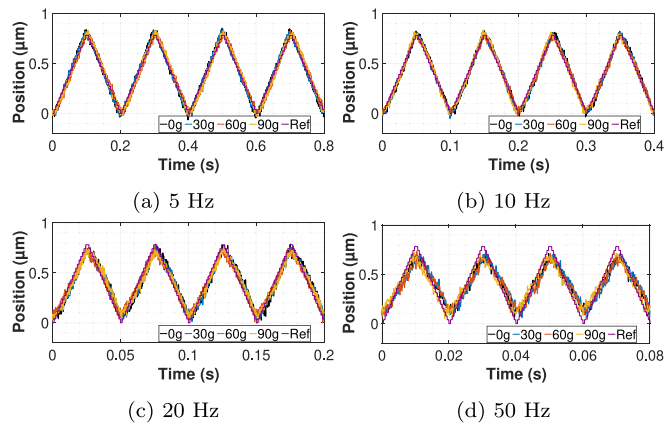 Position (μm)
1
0.5
0
0 0.2 0.4 0.6 0.8
0g 30g 60g 90g Ref
Time (s)
(a) 5 Hz
Position (μm)
1
0.5
0
0 0.1 0.2 0.3 0.4
0g 30g 60g 90g Ref
Time (s)
(b) 10 Hz
Position (μm)
1
0.5
0
0 0.05 0.1 0.15 0.2
0g 30g 60g 90g Ref
Time (s)
(c) 20 Hz
Position (μm)
1
0.5
0
0 0.02 0.04 0.06 0.08
0g 30g 60g 90g Ref
Time (s)
(d) 50 Hz